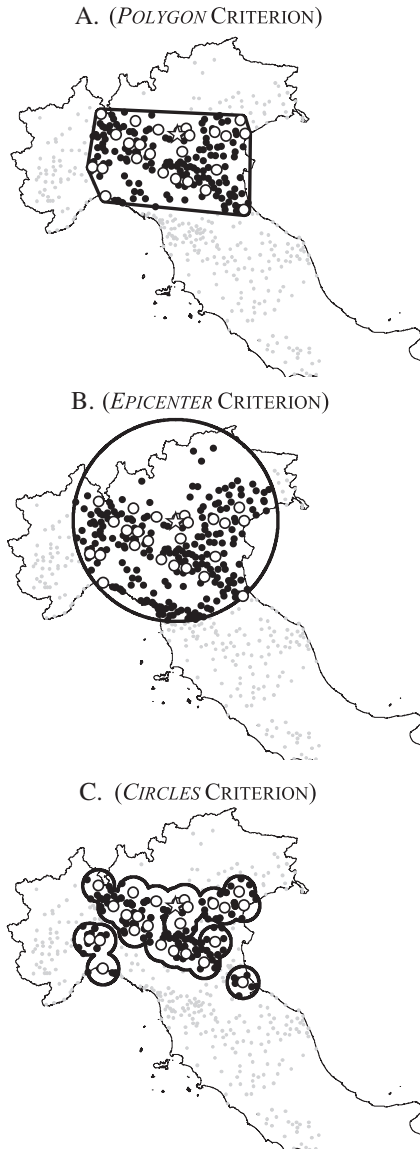 A. (POLYGON CRITERION)
B. (EPICENTER CRITERION)
C. (CIRCLES CRITERION)